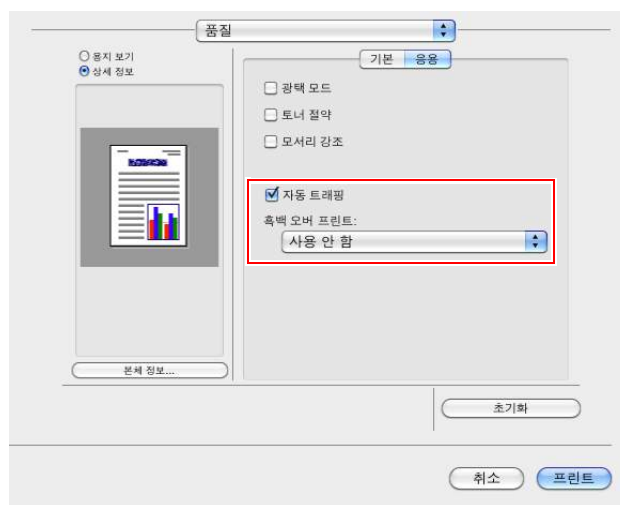 품질
용지 보기
상세 정보
기본 응용
광택 모드
토너 절약
모서리 강조
자동 트래핑
흑백 오버 프린트:
사용 안 함
본체 정보...
초기화
취소 프린트